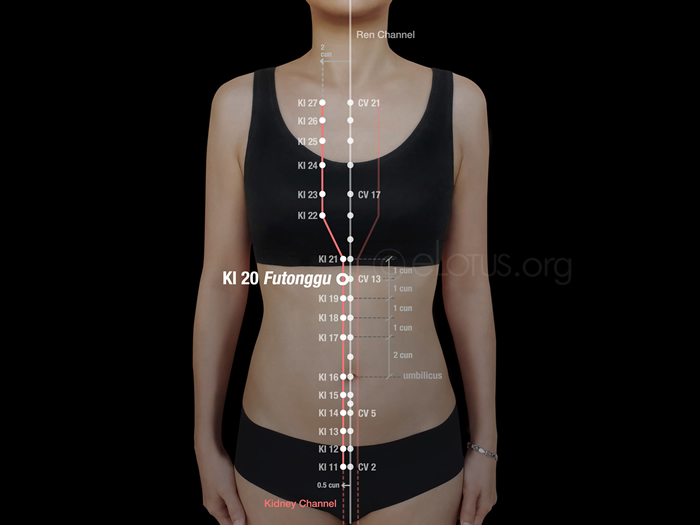 Ren Channel
2
cun
KI 27
CV 21
KI 26
KI 25
KI 24
KI 23
CV 17
KI 22
KI 21
© eLotus.org
1 cun
KI 20 Futonggu
CV 13
1 cun
KI 19
1 cun
KI 18
1 cun
KI 17
2 cun
KI 16
umbilicus
KI 15
KI 14
CV 5
KI 13
KI 12
KI 11
CV 2
0.5 cun
Kidney Channel